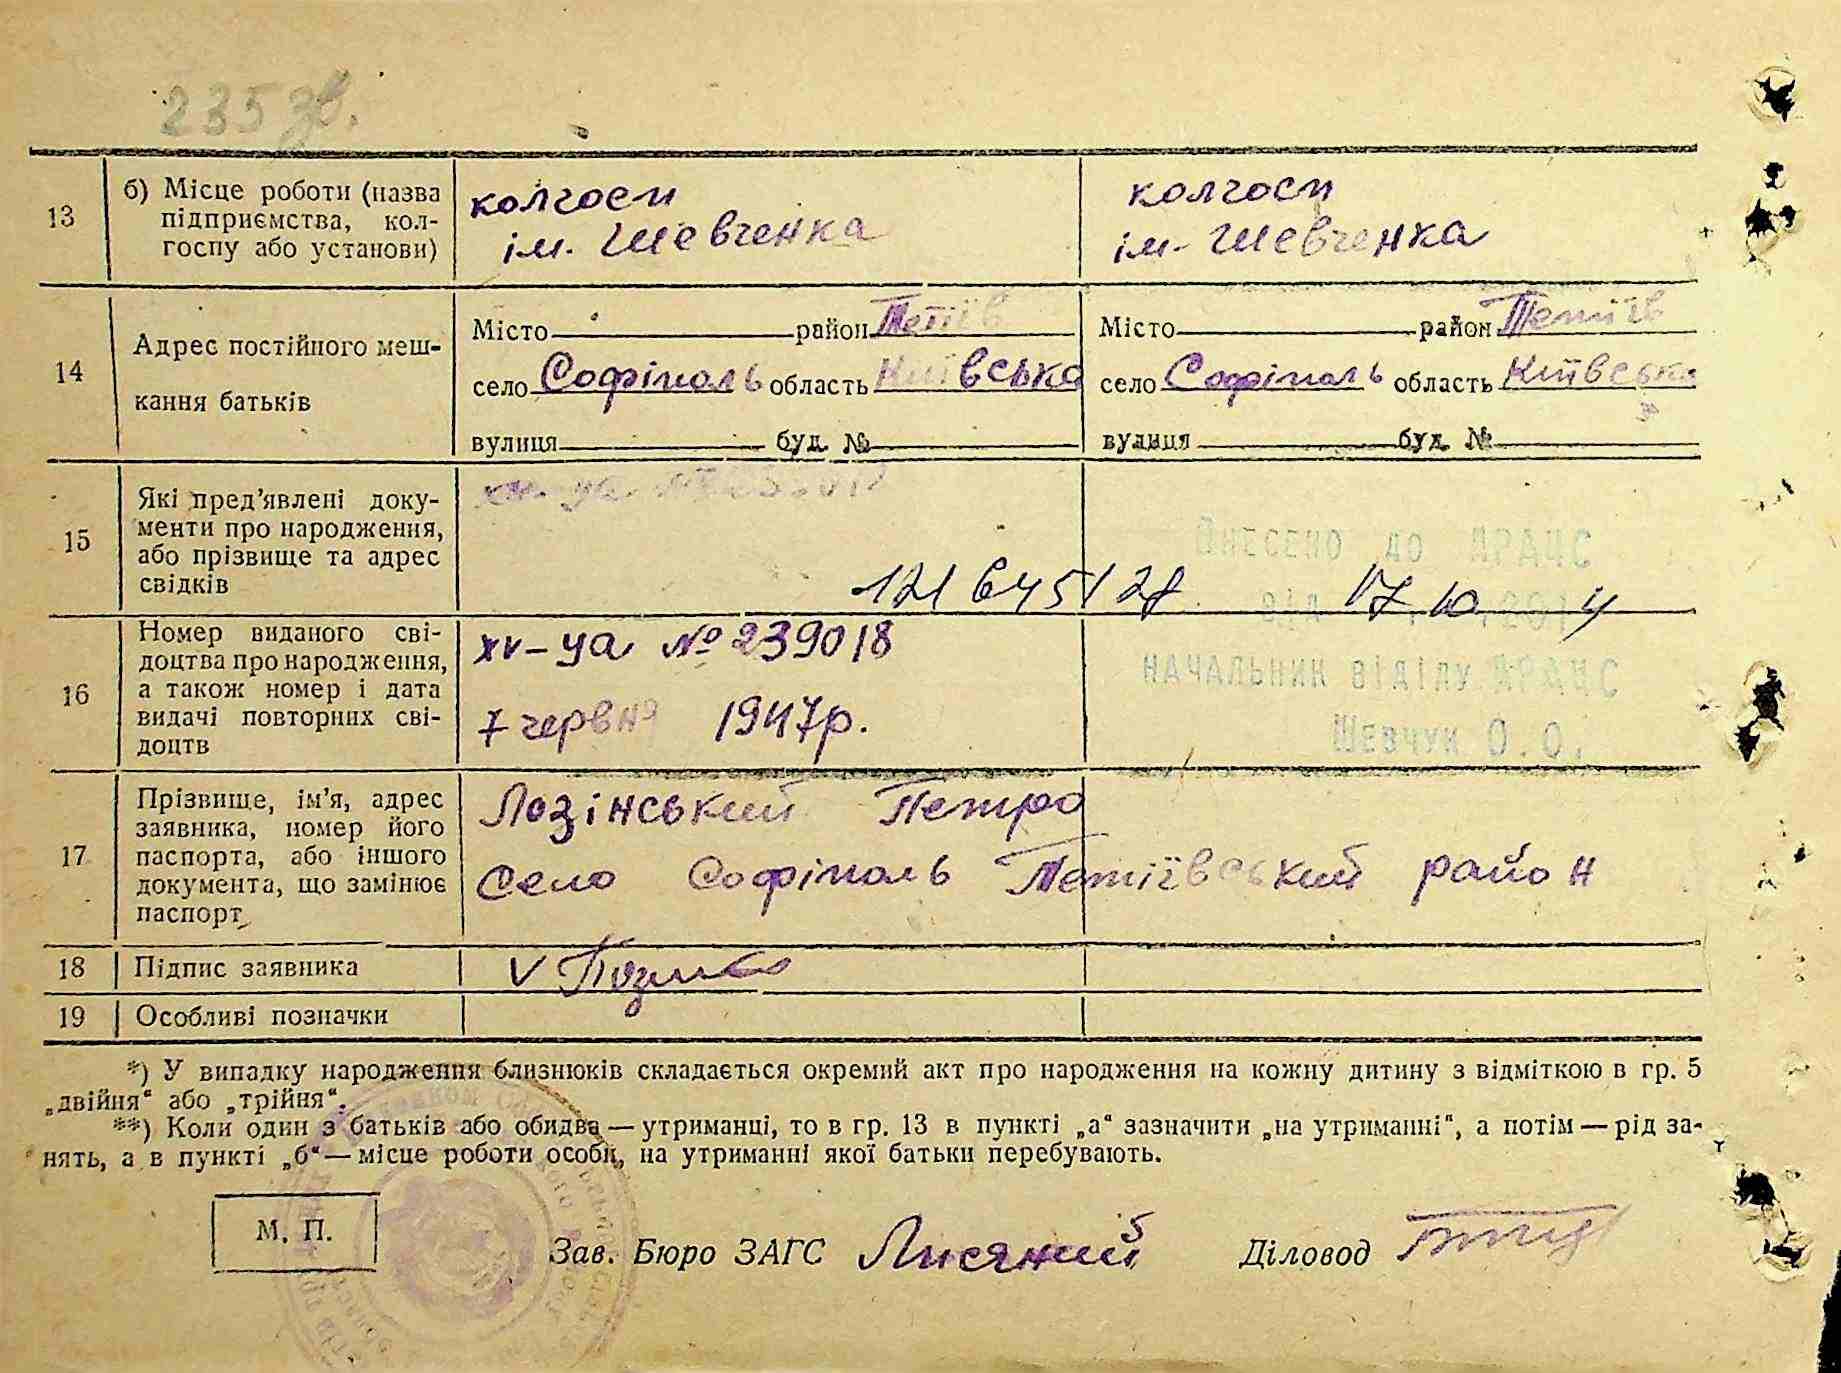 235 зв.
13 б) Місце роботи (назва підприємства, колгоспу або установи)
колгосп
ім. Шевченка
колгосп
ім. Шевченка
14 Адрес постійного мешкання батьків
Місто район Тетіїв
село Софіполь область Київська
вулиця буд. №
Місто район Тетіїв
село Софіполь область Київська
вулиця буд. №
15 Які пред’явлені документи про народження, або прізвище та адрес свідків
Внесено до ДРАЦС
12164512 від 17.10.2014
16 Номер виданого свідоцтва про народження, а також номер і дата видачі повторних свідоцтв
XV-уа №239018
7 червня 1947р.
Начальник відділу ДРАЦС
Шевчук О.О.
17 Прізвище, ім’я, адрес заявника, номер його паспорта, або іншого документа, що замінює паспорт
Лозінський Петро
Село Софіполь Тетіївський район
18 Підпис заявника
V
19 Особливі позначки
*) У випадку народження близнюків складається окремий акт про народження на кожну дитину з відміткою в гр. 5
„двійня“ або „трійня“.
**) Коли один з батьків або обидва — утриманці, то в гр. 13 в пункті „а“ зазначити „на утриманні“, а потім — рід за-
нять, а в пункті „б“ — місце роботи особи, на утриманні якої батьки перебувають.
М. П.
Зав. Бюро ЗАГС Лисяний Діловод